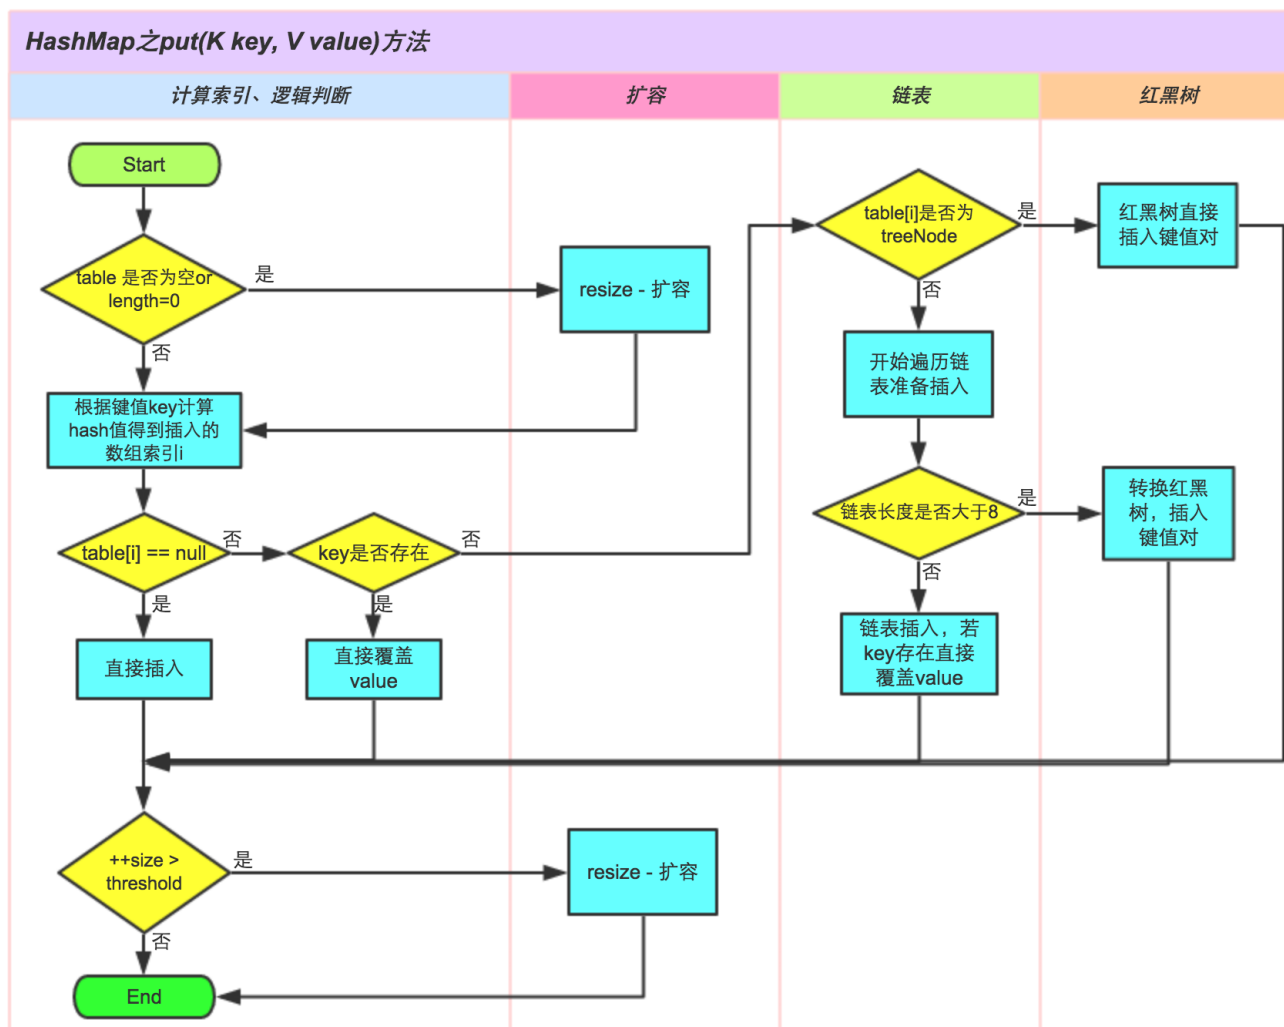 HashMap之put(K key, V value)方法
计算索引、逻辑判断
扩容
链表
红黑树
Start
table 是否为空or
length=0
是
否
resize - 扩容
根据键值key计算
hash值得到插入的
数组索引i
table[i] == null
否
是
key是否存在
否
是
直接插入
直接覆盖
value
table[i]是否为
treeNode
是
否
红黑树直接
插入键值对
开始遍历链
表准备插入
链表长度是否大于8
是
否
转换红黑
树，插入
键值对
链表插入，若
key存在直接
覆盖value
++size >
threshold
是
否
resize - 扩容
End